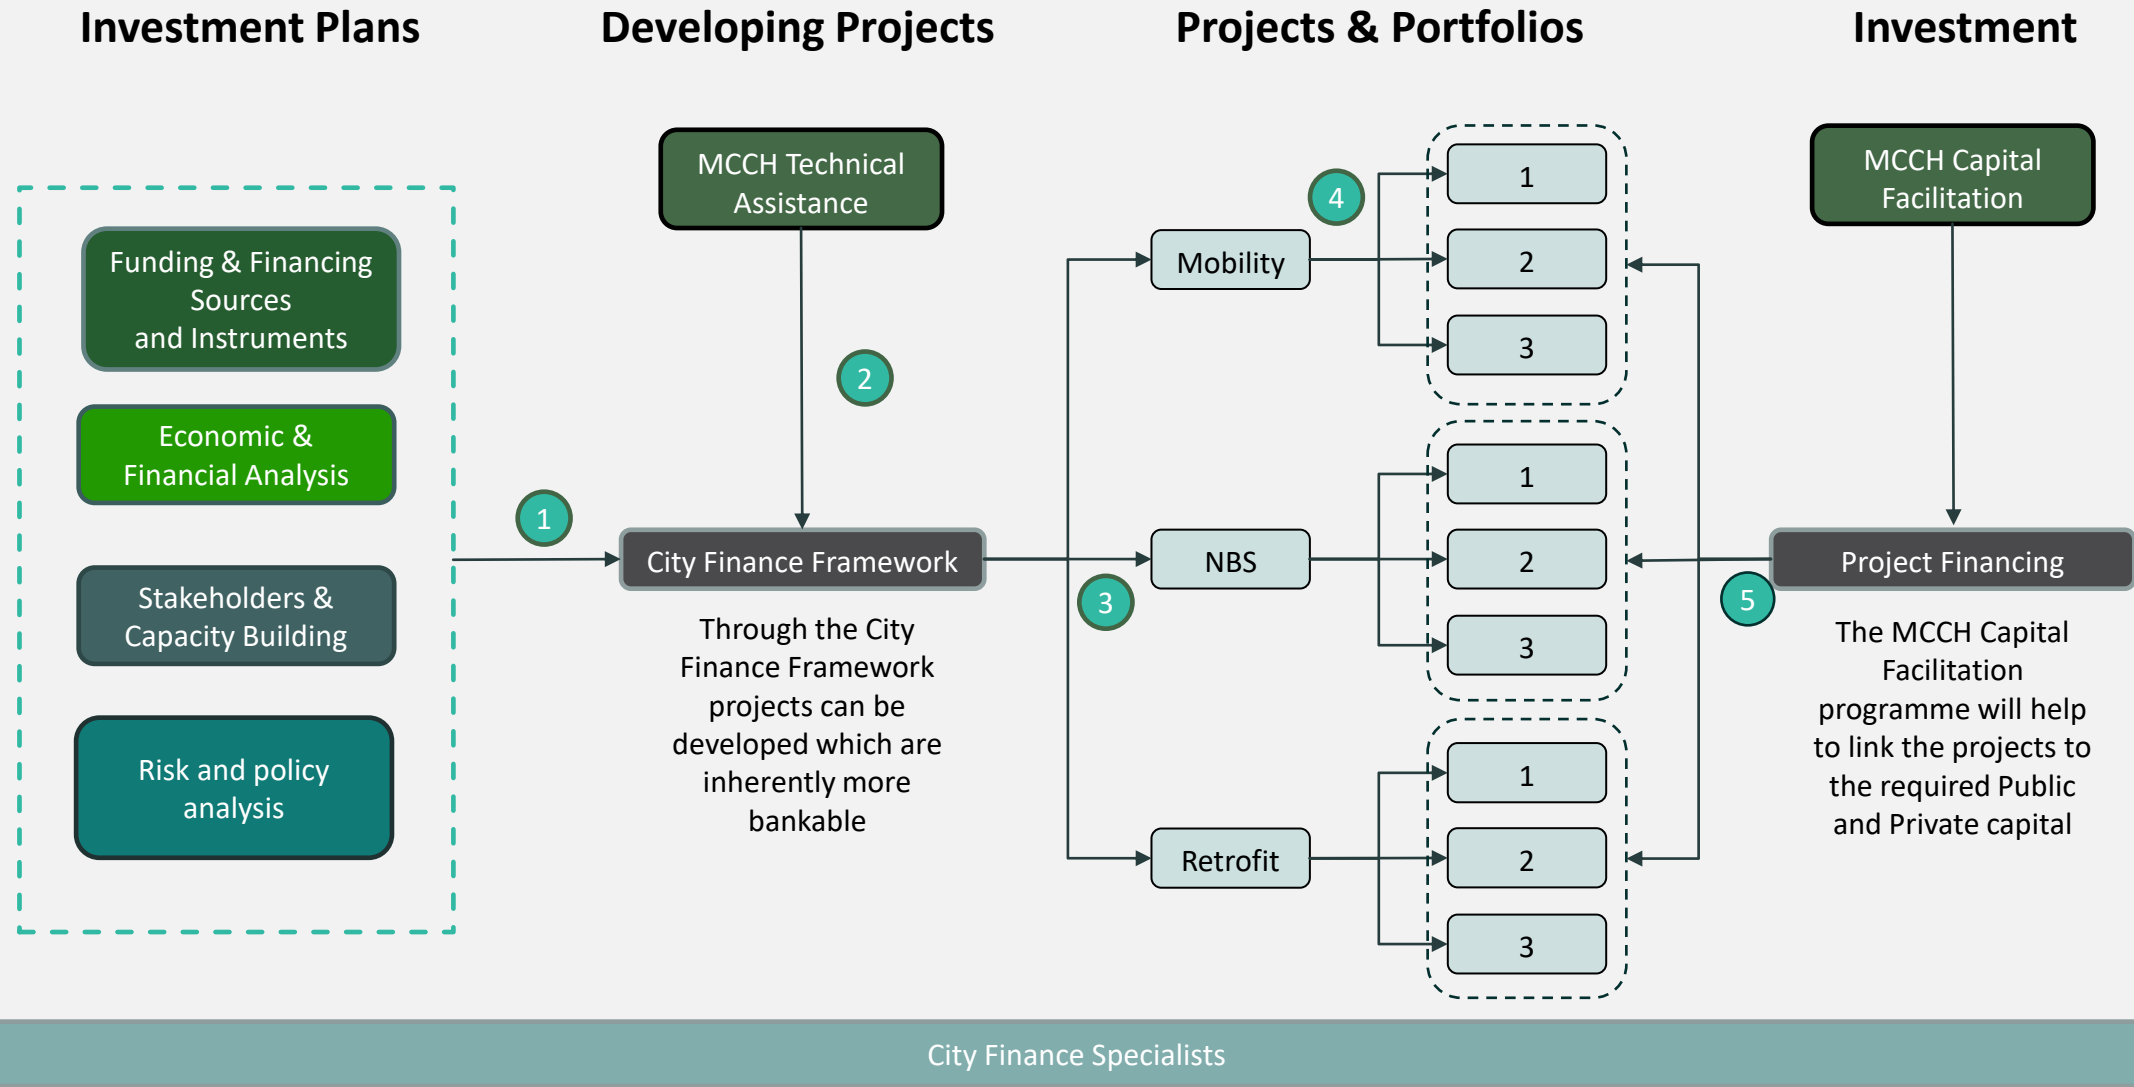 Investment Plans
Developing Projects
Projects & Portfolios
Investment
Funding & Financing
Sources
and Instruments
Economic &
Financial Analysis
Stakeholders &
Capacity Building
Risk and policy
analysis
1
MCCH Technical
Assistance
2
City Finance Framework
Through the City
Finance Framework
projects can be
developed which are
inherently more
bankable
3
Mobility
4
1
2
3
NBS
1
2
3
Retrofit
1
2
3
MCCH Capital
Facilitation
5
Project Financing
The MCCH Capital
Facilitation
programme will help
to link the projects to
the required Public
and Private capital
City Finance Specialists